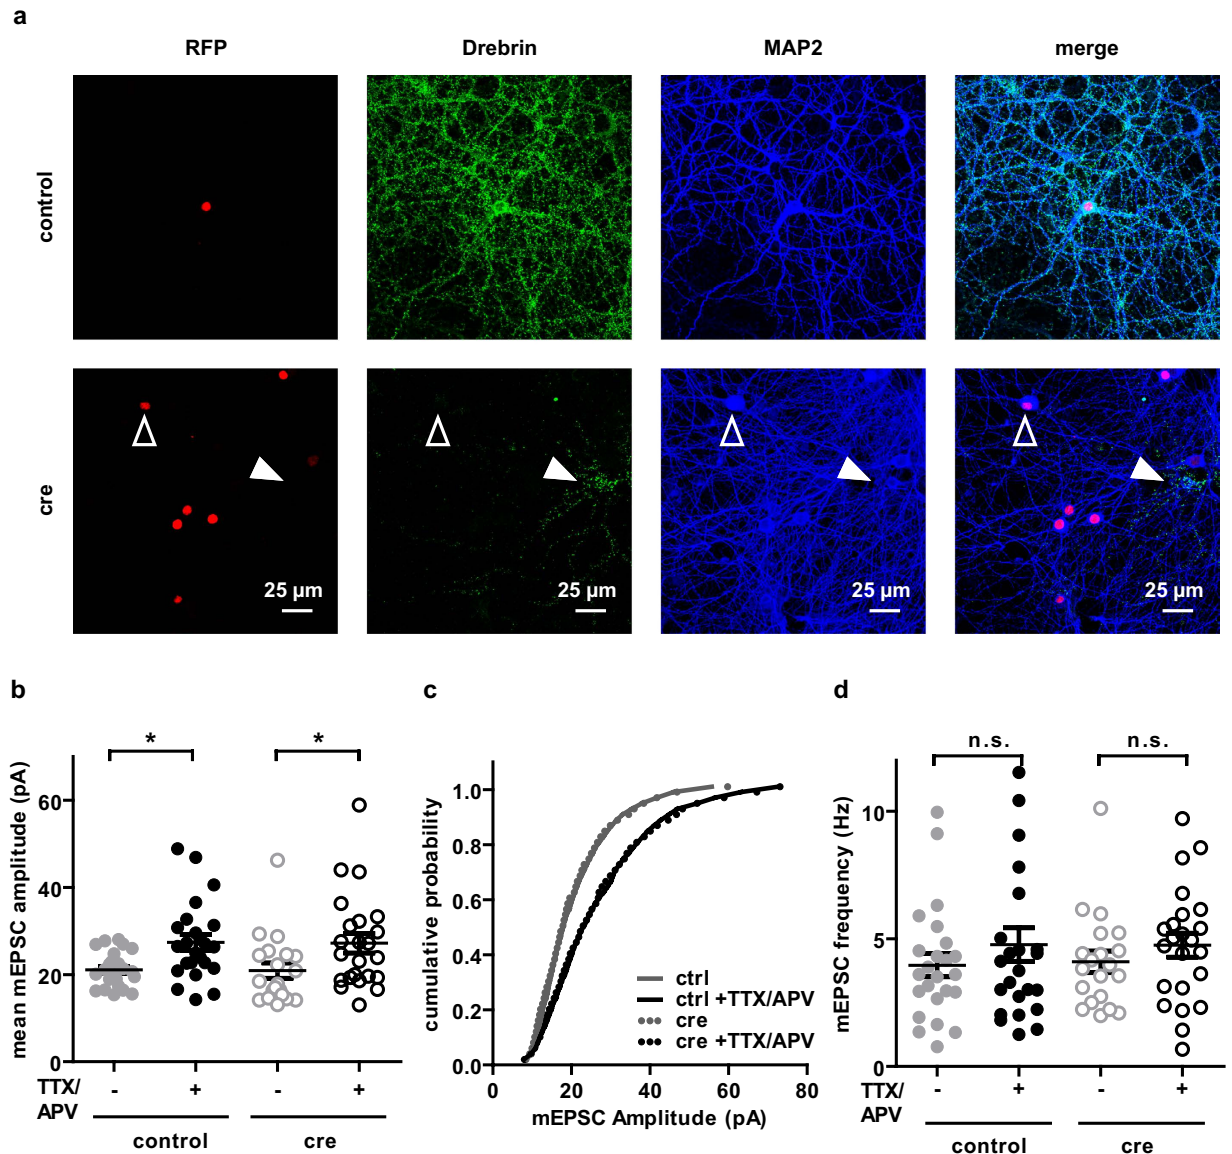 a
RFP Drebrin MAP2 merge
control
cre
25 µm 25 µm 25 µm 25 µm
b
mean mEPSC amplitude (pA)
* *
60
40
20
0
TTX/APV - + - +
control cre
c
cumulative probability
1.0
0.8
0.6
0.4
0.2
0.0
ctrl
ctrl +TTX/APV
cre
cre +TTX/APV
0 20 40 60 80
mEPSC Amplitude (pA)
d
mEPSC frequency (Hz)
n.s. n.s.
10
5
0
TTX/APV - + - +
control cre